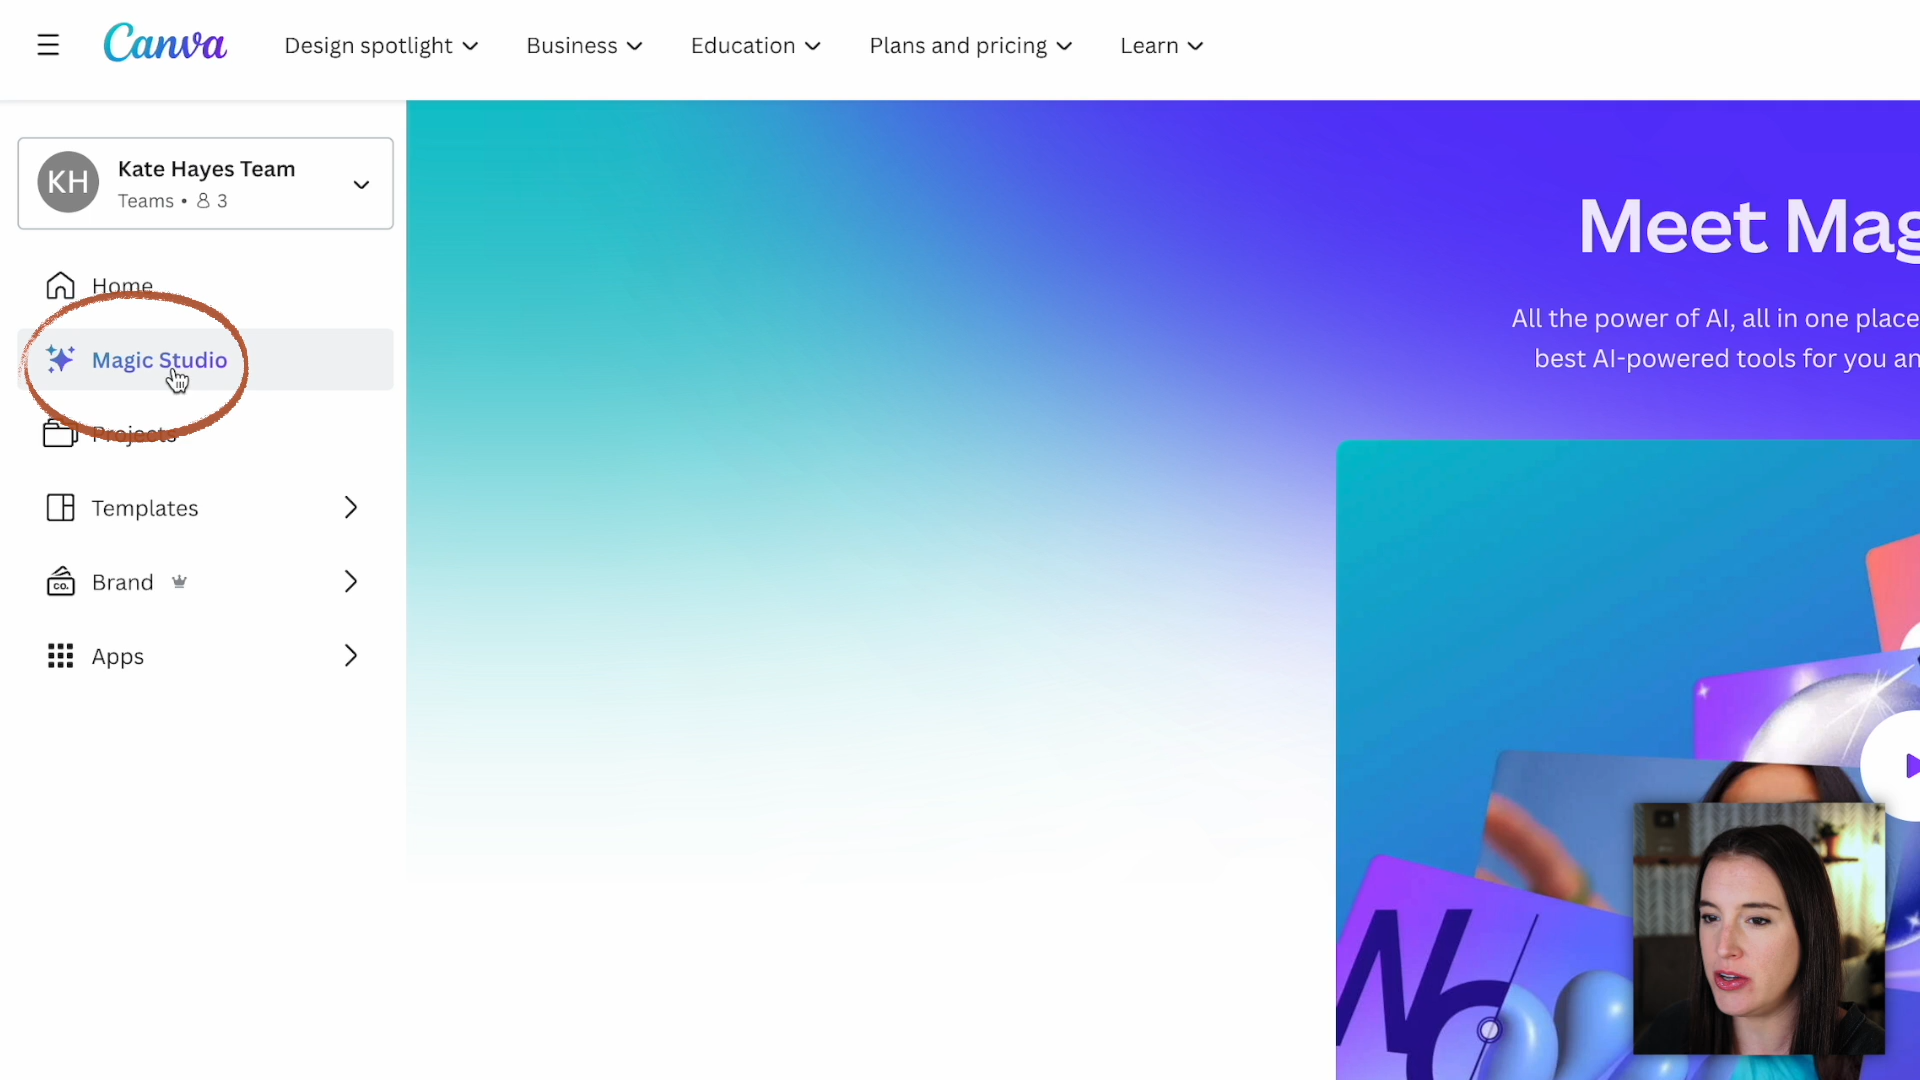 Canva
Design spotlight
Business
Education
Plans and pricing
Learn
KH
Kate Hayes Team
Teams • 3
Home
Magic Studio
Projects
Templates
CO.
Brand
Apps
Meet Mag
All the power of AI, all in one place
best AI-powered tools for you an